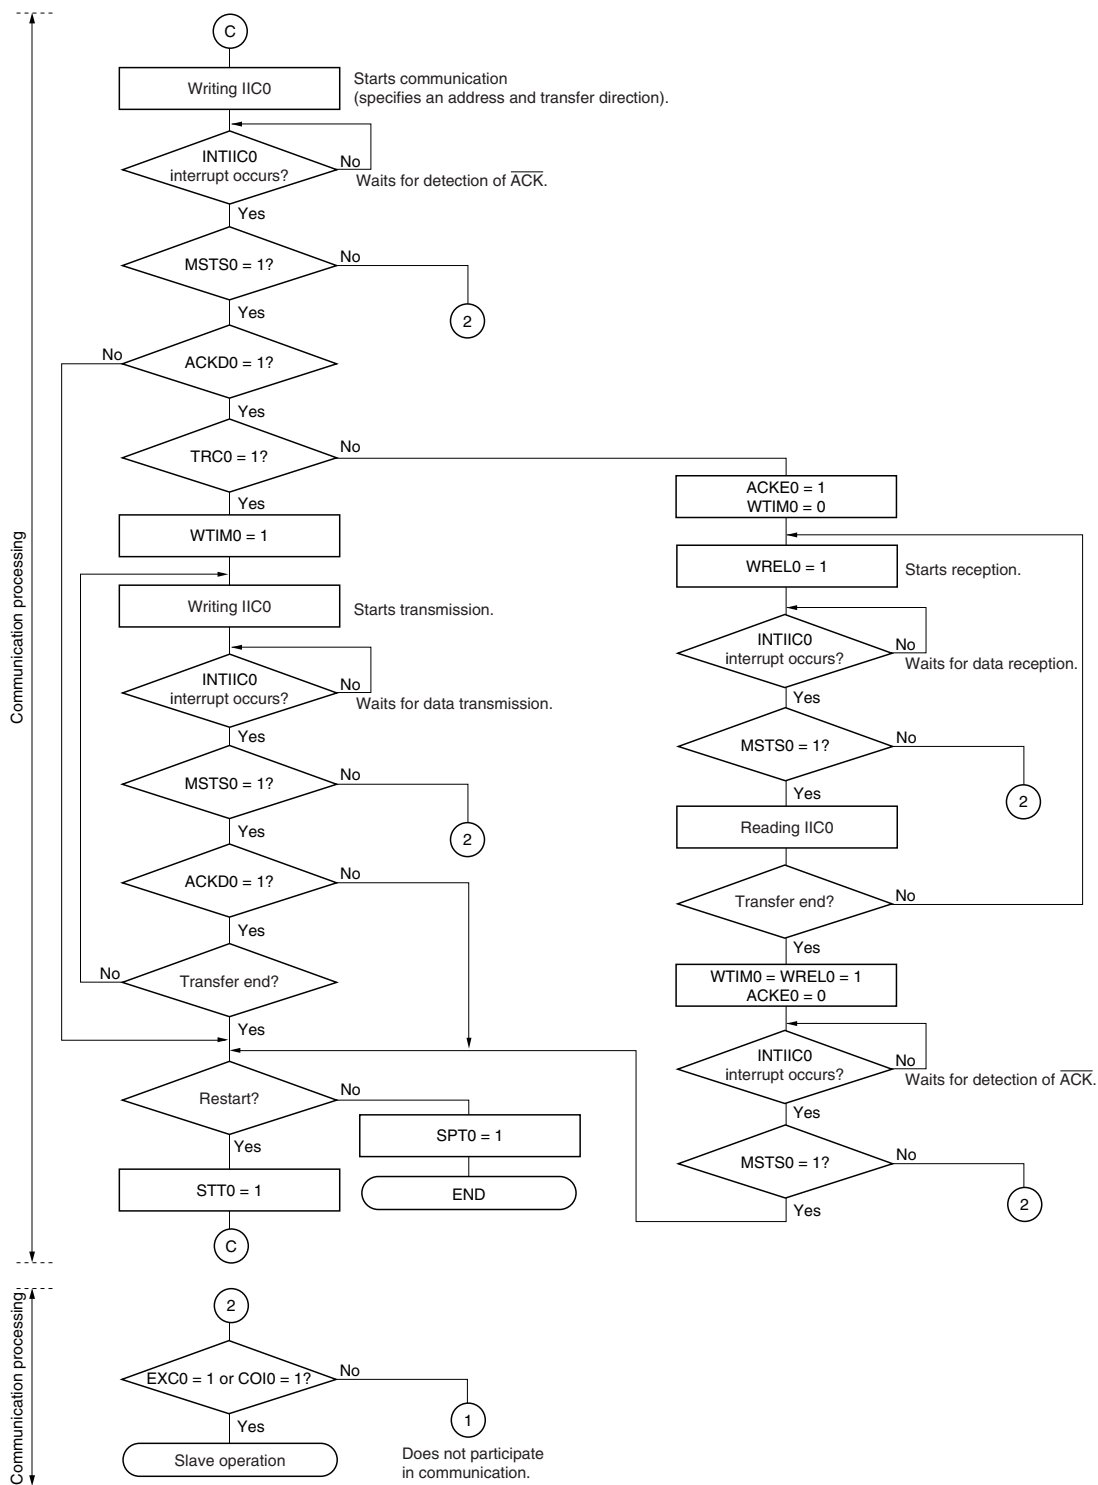 C
Writing IIC0
Starts communication
(specifies an address and transfer direction).
INTIIC0
interrupt occurs?
No
Waits for detection of ACK.
Yes
MSTS0 = 1?
No
2
Yes
ACKD0 = 1?
No
Yes
TRC0 = 1?
No
Yes
WTIM0 = 1
Writing IIC0
Starts transmission.
INTIIC0
interrupt occurs?
No
Waits for data transmission.
Yes
MSTS0 = 1?
No
2
Yes
ACKD0 = 1?
No
Yes
Transfer end?
No
Yes
Restart?
No
SPT0 = 1
END
Yes
STT0 = 1
C
ACKE0 = 1
WTIM0 = 0
WREL0 = 1
Starts reception.
INTIIC0
interrupt occurs?
No
Waits for data reception.
Yes
MSTS0 = 1?
No
2
Yes
Reading IIC0
Transfer end?
No
Yes
WTIM0 = WREL0 = 1
ACKE0 = 0
INTIIC0
interrupt occurs?
No
Waits for detection of ACK.
Yes
MSTS0 = 1?
No
2
Yes
Communication processing
2
EXC0 = 1 or COI0 = 1?
No
1
Does not participate
in communication.
Yes
Slave operation
Communication processing